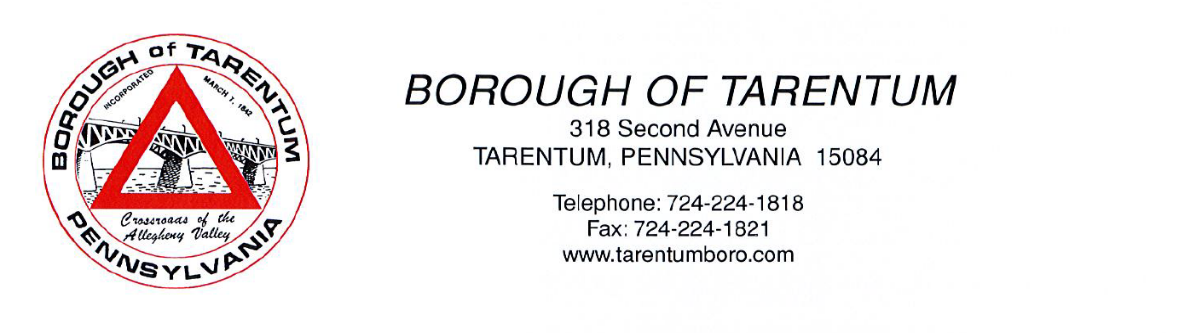 BOROUGH of TARENTUM
INCORPORATED MARCH 7, 1842
Crossroads of the
Allegheny Valley
PENNSYLVANIA
BOROUGH OF TARENTUM
318 Second Avenue
TARENTUM, PENNSYLVANIA 15084
Telephone: 724-224-1818
Fax: 724-224-1821
www.tarentumboro.com